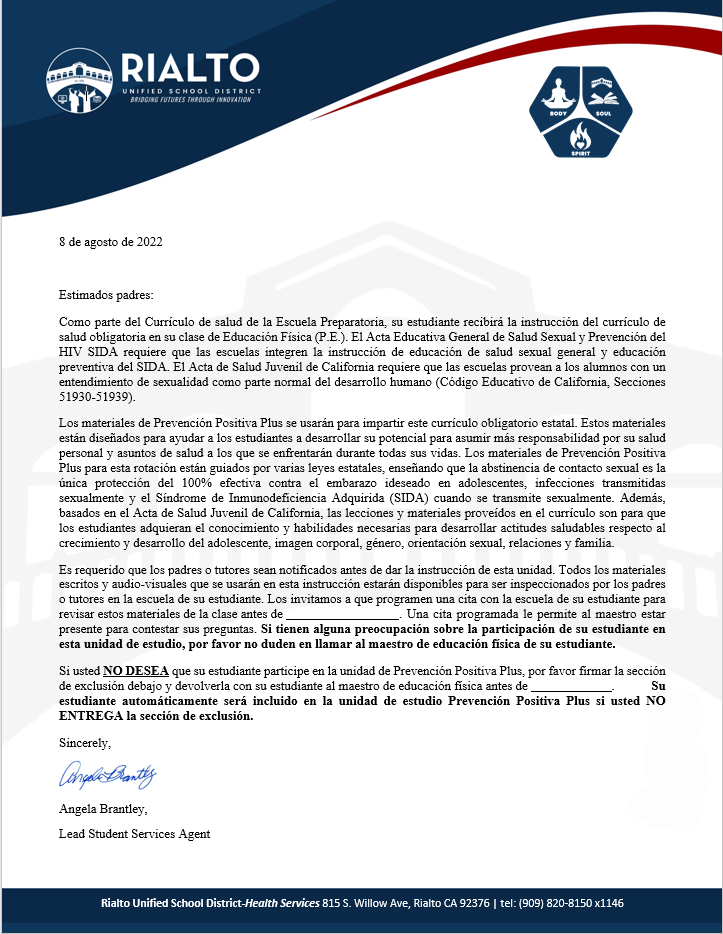 RIALTO
UNIFIED SCHOOL DISTRICT
BRIDGING FUTURES THROUGH INNOVATION
BODY
SOUL
SPIRIT
8 de agosto de 2022
Estimados padres:
Como parte del Currículo de salud de la Escuela Preparatoria, su estudiante recibirá la instrucción del currículo de
salud obligatoria en su clase de Educación Física (P.E.). El Acta Educativa General de Salud Sexual y Prevención del
HIV SIDA requiere que las escuelas integren la instrucción de educación de salud sexual general y educación
preventiva del SIDA. El Acta de Salud Juvenil de California requiere que las escuelas provean a los alumnos con un
entendimiento de sexualidad como parte normal del desarrollo humano (Código Educativo de California, Secciones
51930-51939).
Los materiales de Prevención Positiva Plus se usarán para impartir este currículo obligatorio estatal. Estos materiales
están diseñados para ayudar a los estudiantes a desarrollar su potencial para asumir más responsabilidad por su salud
personal y asuntos de salud a los que se enfrentarán durante todas sus vidas. Los materiales de Prevención Positiva
Plus para esta rotación están guiados por varias leyes estatales, enseñando que la abstinencia de contacto sexual es la
única protección del 100% efectiva contra el embarazo ideseado en adolescentes, infecciones transmitidas
sexualmente y el Síndrome de Inmunodeficiencia Adquirida (SIDA) cuando se transmite sexualmente. Además,
basados en el Acta de Salud Juvenil de California, las lecciones y materiales proveídos en el currículo son para que
los estudiantes adquieran el conocimiento y habilidades necesarias para desarrollar actitudes saludables respecto al
crecimiento y desarrollo del adolescente, imagen corporal, género, orientación sexual, relaciones y familia.
Es requerido que los padres o tutores sean notificados antes de dar la instrucción de esta unidad. Todos los materiales
escritos y audio-visuales que se usarán en esta instrucción estarán disponibles para ser inspeccionados por los padres
o tutores en la escuela de su estudiante. Los invitamos a que programen una cita con la escuela de su estudiante para
revisar estos materiales de la clase antes de __________________. Una cita programada le permite al maestro estar
presente para contestar sus preguntas. Si tienen alguna preocupación sobre la participación de su estudiante en
esta unidad de estudio, por favor no duden en llamar al maestro de educación física de su estudiante.
Si usted NO DESEA que su estudiante participe en la unidad de Prevención Positiva Plus, por favor firmar la sección
de exclusión debajo y devolverla con su estudiante al maestro de educación física antes de _____________. Su
estudiante automáticamente será incluido en la unidad de estudio Prevención Positiva Plus si usted NO
ENTREGA la sección de exclusión.
Sincerely,
Angela Brantley
Angela Brantley,
Lead Student Services Agent
Rialto Unified School District-Health Services 815 S. Willow Ave, Rialto CA 92376 | tel: (909) 820-8150 x1146